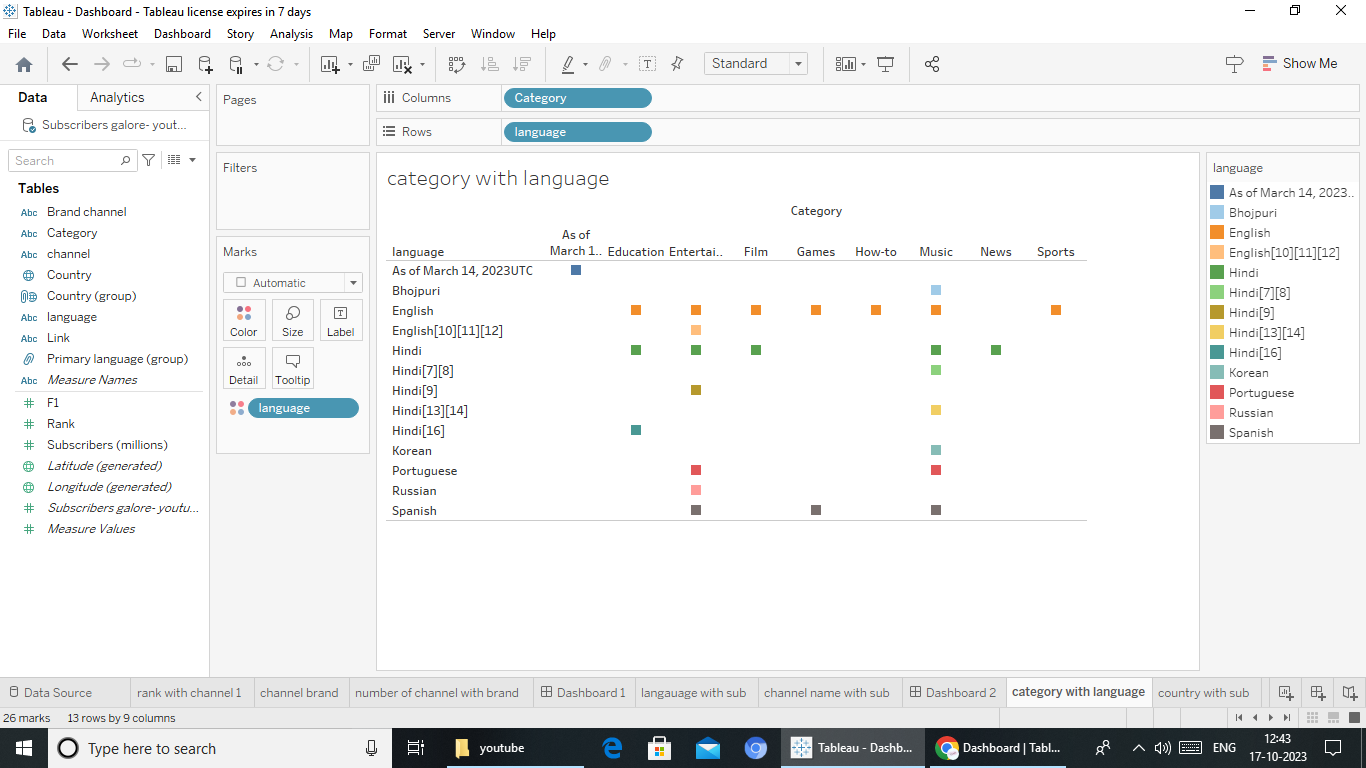 Tableau - Dashboard - Tableau license expires in 7 days
File Data Worksheet Dashboard Story Analysis Map Format Server Window Help
Standard
Show Me
Data Analytics
Subscribers galore- yout...
Search
Tables
Abc Brand channel
Abc Category
Abc channel
Country
Country (group)
Abc language
Abc Link
Primary language (group)
Abc Measure Names
# F1
# Rank
# Subscribers (millions)
Latitude (generated)
Longitude (generated)
# Subscribers galore- youtu...
# Measure Values
Pages
Filters
Marks
Automatic
Color Size Label
Detail Tooltip
language
Columns Category
Rows language
category with language
Category
language As of March 1.. Education Entertai.. Film Games How-to Music News Sports
As of March 14, 2023UTC
Bhojpuri
English
English[10][11][12]
Hindi
Hindi[7][8]
Hindi[9]
Hindi[13][14]
Hindi[16]
Korean
Portuguese
Russian
Spanish
language
As of March 14, 2023..
Bhojpuri
English
English[10][11][12]
Hindi
Hindi[7][8]
Hindi[9]
Hindi[13][14]
Hindi[16]
Korean
Portuguese
Russian
Spanish
Data Source rank with channel 1 channel brand number of channel with brand Dashboard 1 langauage with sub channel name with sub Dashboard 2 category with language country with sub
26 marks 13 rows by 9 columns
Type here to search
youtube
Tableau - Dashb...
Dashboard | Tabl...
ENG
12:43
17-10-2023